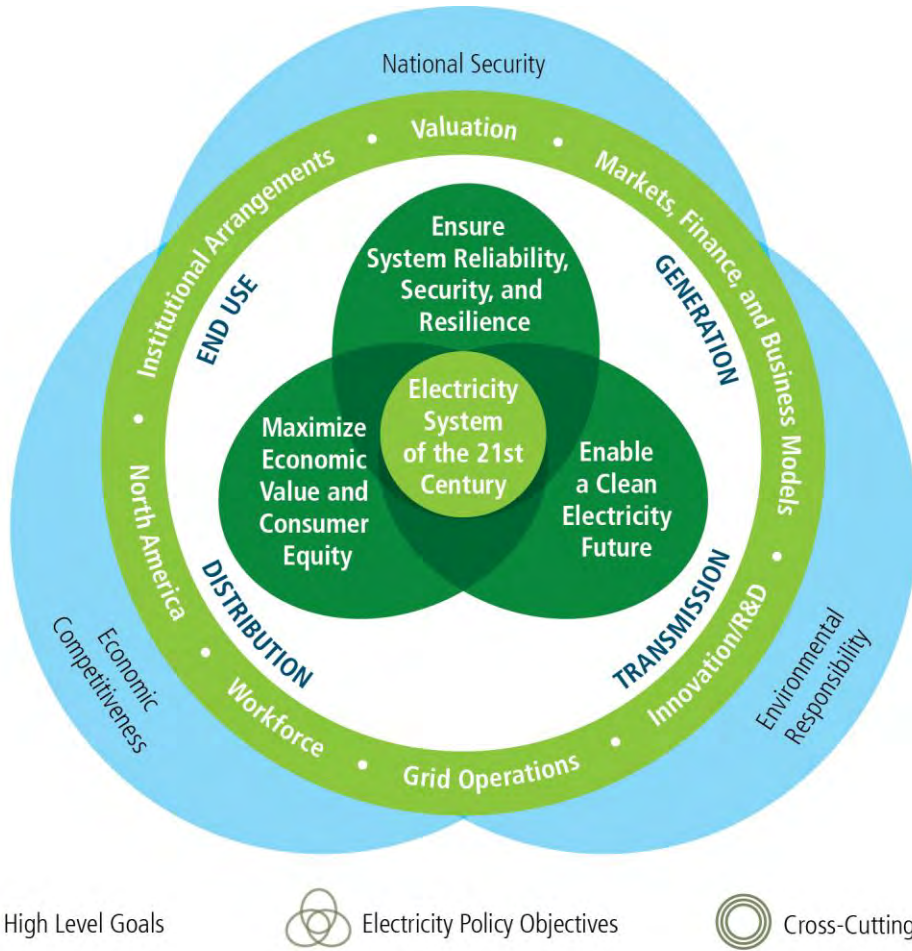 National Security
Institutional Arrangements • Valuation • Markets, Finance, and Business Models • Innovation/R&D • Grid Operations • Workforce • North America •
END USE
GENERATION
Ensure
System Reliability,
Security, and
Resilience
Electricity
System
of the 21st
Century
Maximize
Economic
Value and
Consumer
Equity
Enable
a Clean
Electricity
Future
DISTRIBUTION
TRANSMISSION
Economic
Competitiveness
Environmental
Responsibility
High Level Goals
Electricity Policy Objectives
Cross-Cutting